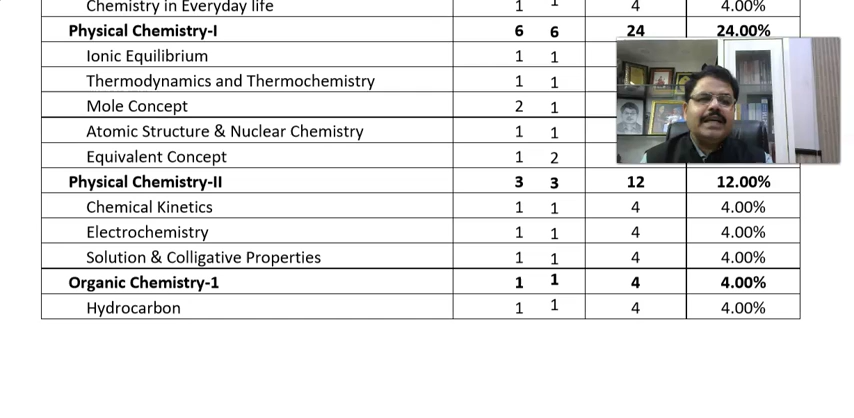 Chemistry in Everyday life 1 1 4 4.00%
Physical Chemistry-I 6 6 24 24.00%
Ionic Equilibrium 1 1
Thermodynamics and Thermochemistry 1 1
Mole Concept 2 1
Atomic Structure & Nuclear Chemistry 1 1
Equivalent Concept 1 2
Physical Chemistry-II 3 3 12 12.00%
Chemical Kinetics 1 1 4 4.00%
Electrochemistry 1 1 4 4.00%
Solution & Colligative Properties 1 1 4 4.00%
Organic Chemistry-1 1 1 4 4.00%
Hydrocarbon 1 1 4 4.00%